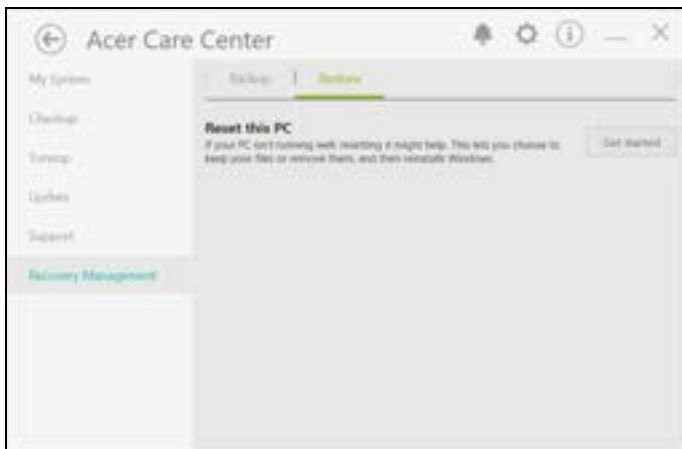 Acer Care Center
My System
Checkup
Tuneup
Update
Support
Recovery Management
Backup
Restore
Reset this PC
If your PC isn't running well, resetting it might help. This lets you choose to
keep your files or remove them, and then reinstalls Windows.
Get started